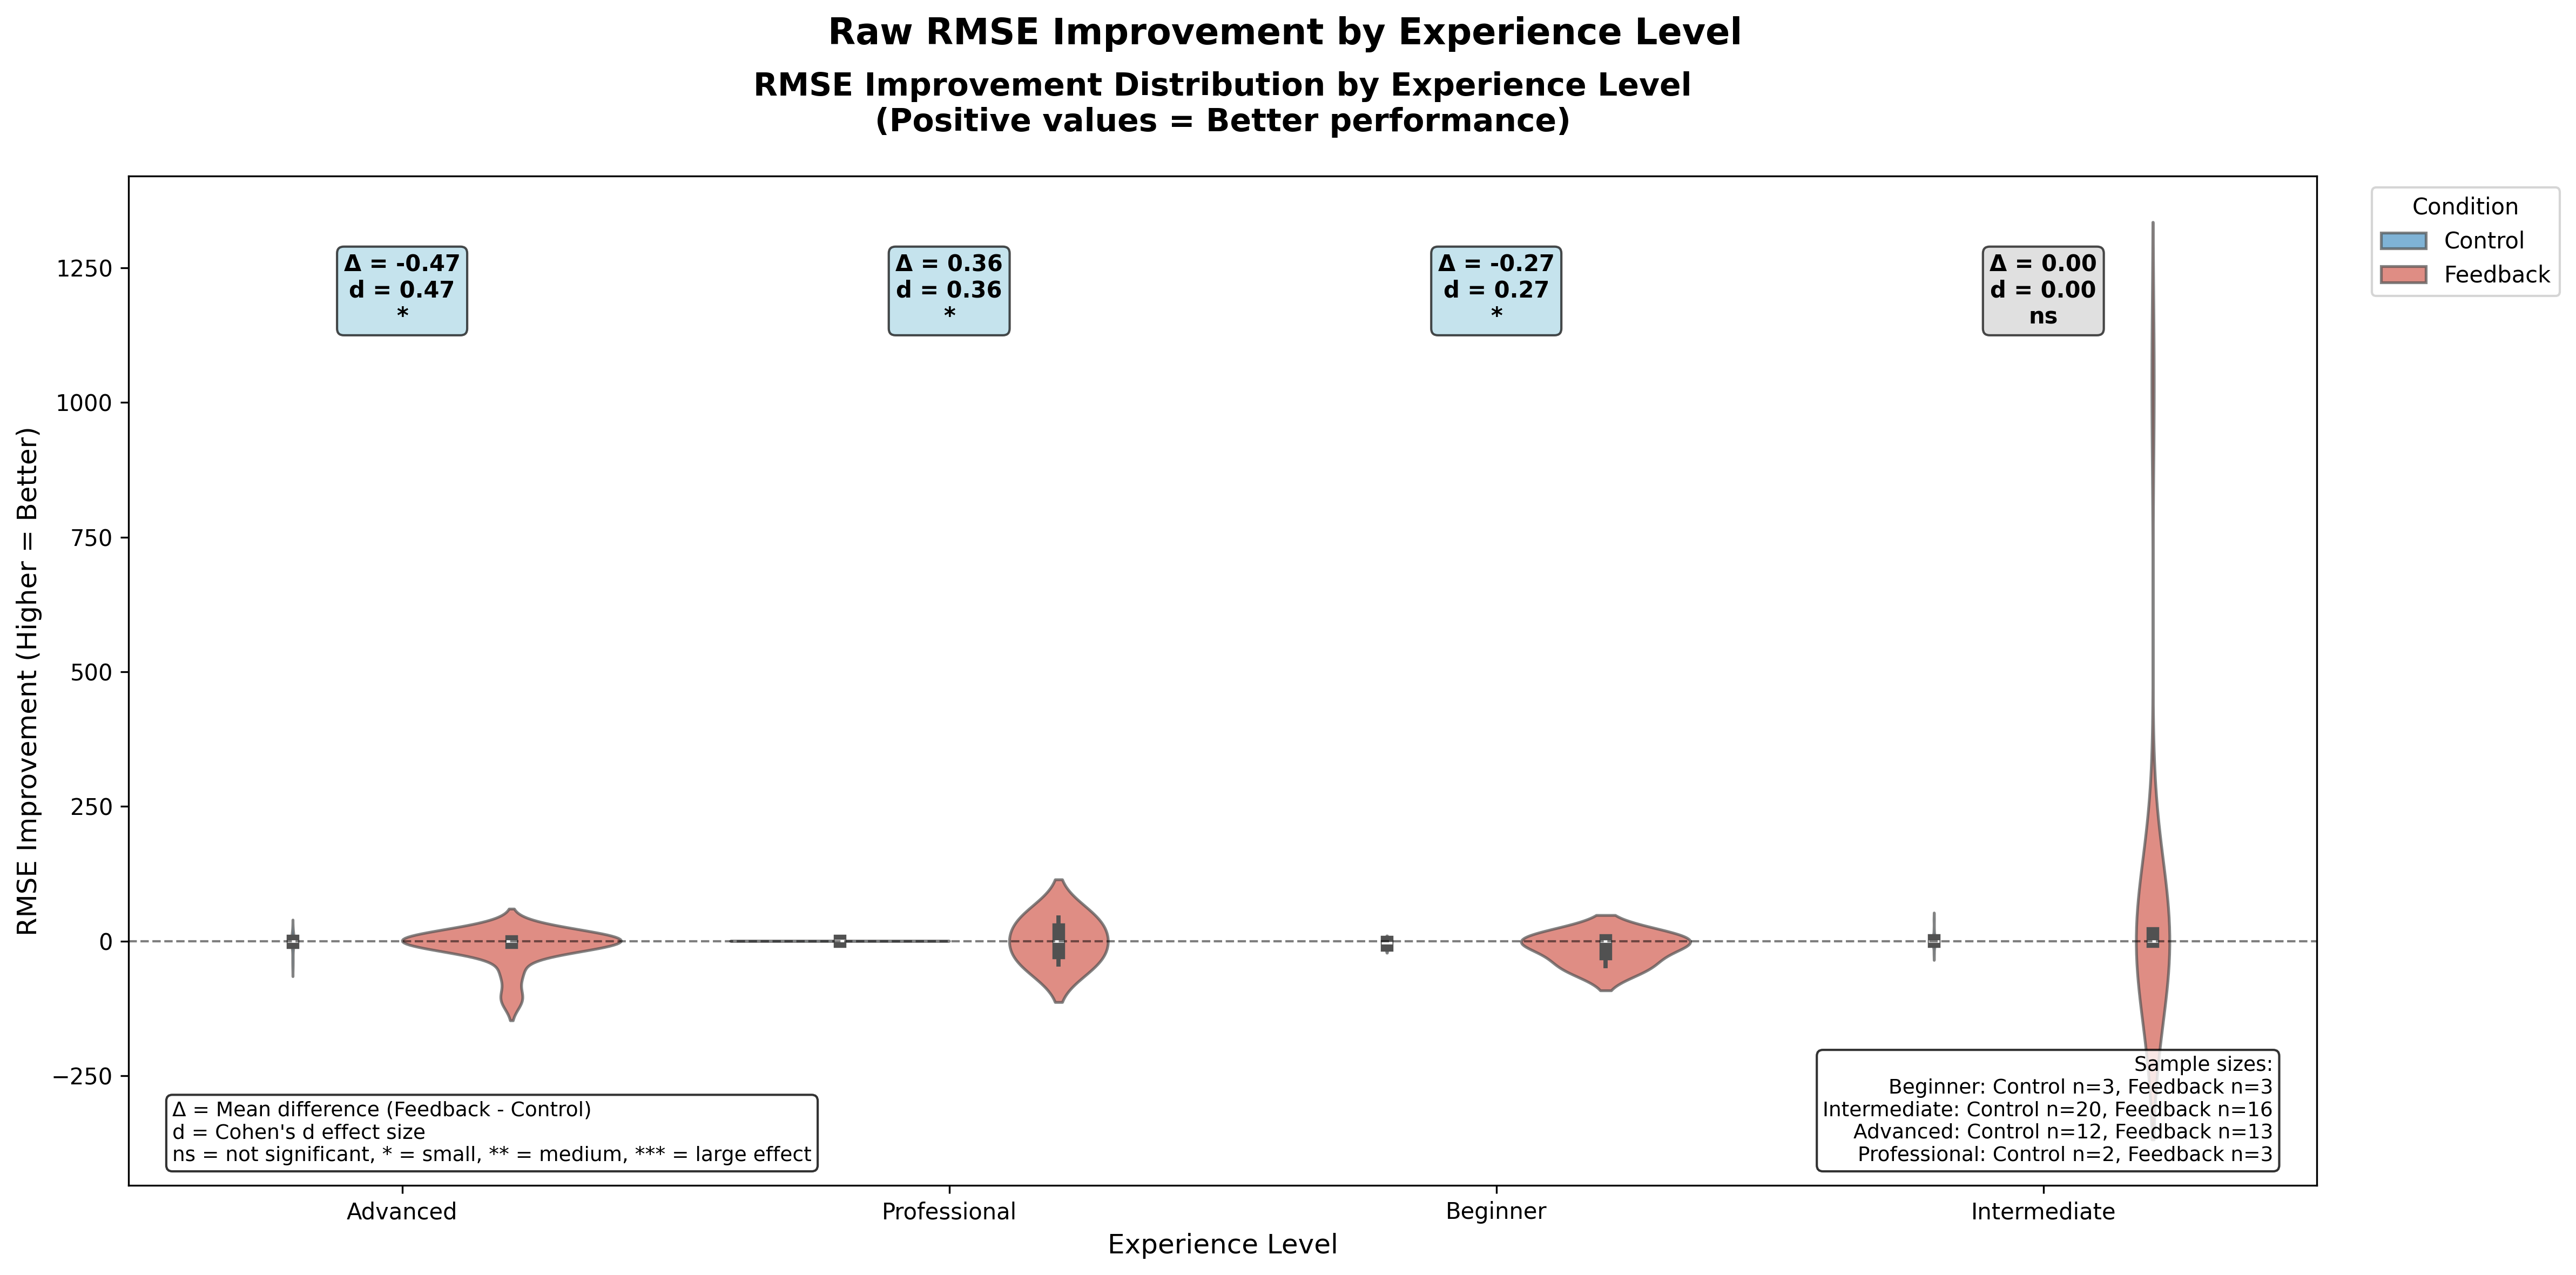 Raw RMSE Improvement by Experience Level
RMSE Improvement Distribution by Experience Level
(Positive values = Better performance)
Condition
Control
Feedback
Δ = -0.47
d = 0.47
*
Δ = 0.36
d = 0.36
*
Δ = -0.27
d = 0.27
*
Δ = 0.00
d = 0.00
ns
RMSE Improvement (Higher = Better)
1250
1000
750
500
250
0
−250
Δ = Mean difference (Feedback - Control)
d = Cohen's d effect size
ns = not significant, * = small, ** = medium, *** = large effect
Sample sizes:
Beginner: Control n=3, Feedback n=3
Intermediate: Control n=20, Feedback n=16
Advanced: Control n=12, Feedback n=13
Professional: Control n=2, Feedback n=3
Advanced
Professional
Beginner
Intermediate
Experience Level